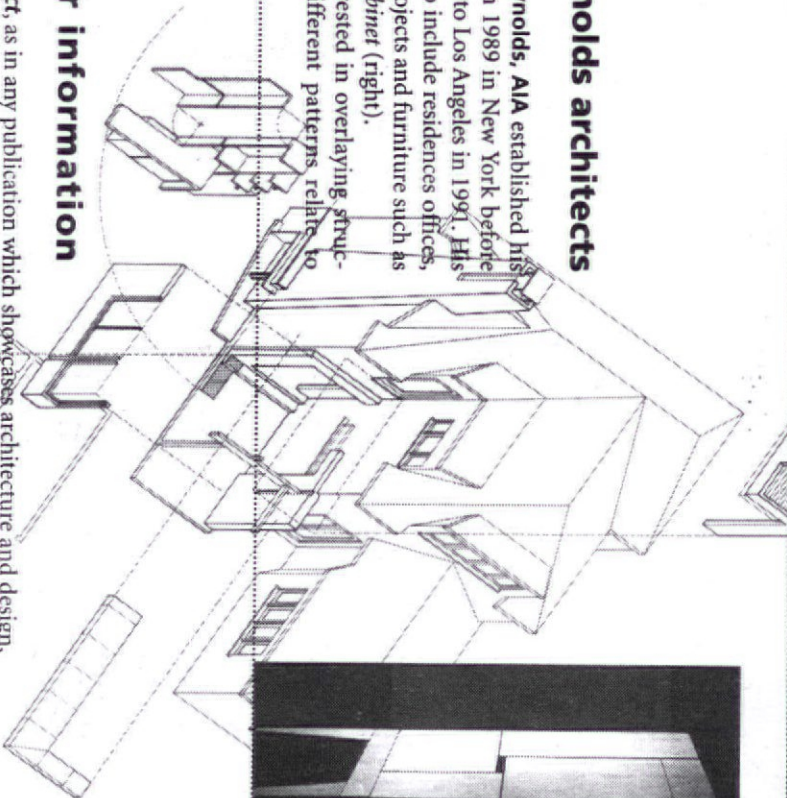 nolds architects
nolds, AIA established his
n 1989 in New York before
to Los Angeles in 1991. His
o include residences offices,
ojects and furniture such as
binet (right).
ested in overlaying struc-
ifferent patterns relate to
r information
ct, as in any publication which showcases architecture and design,